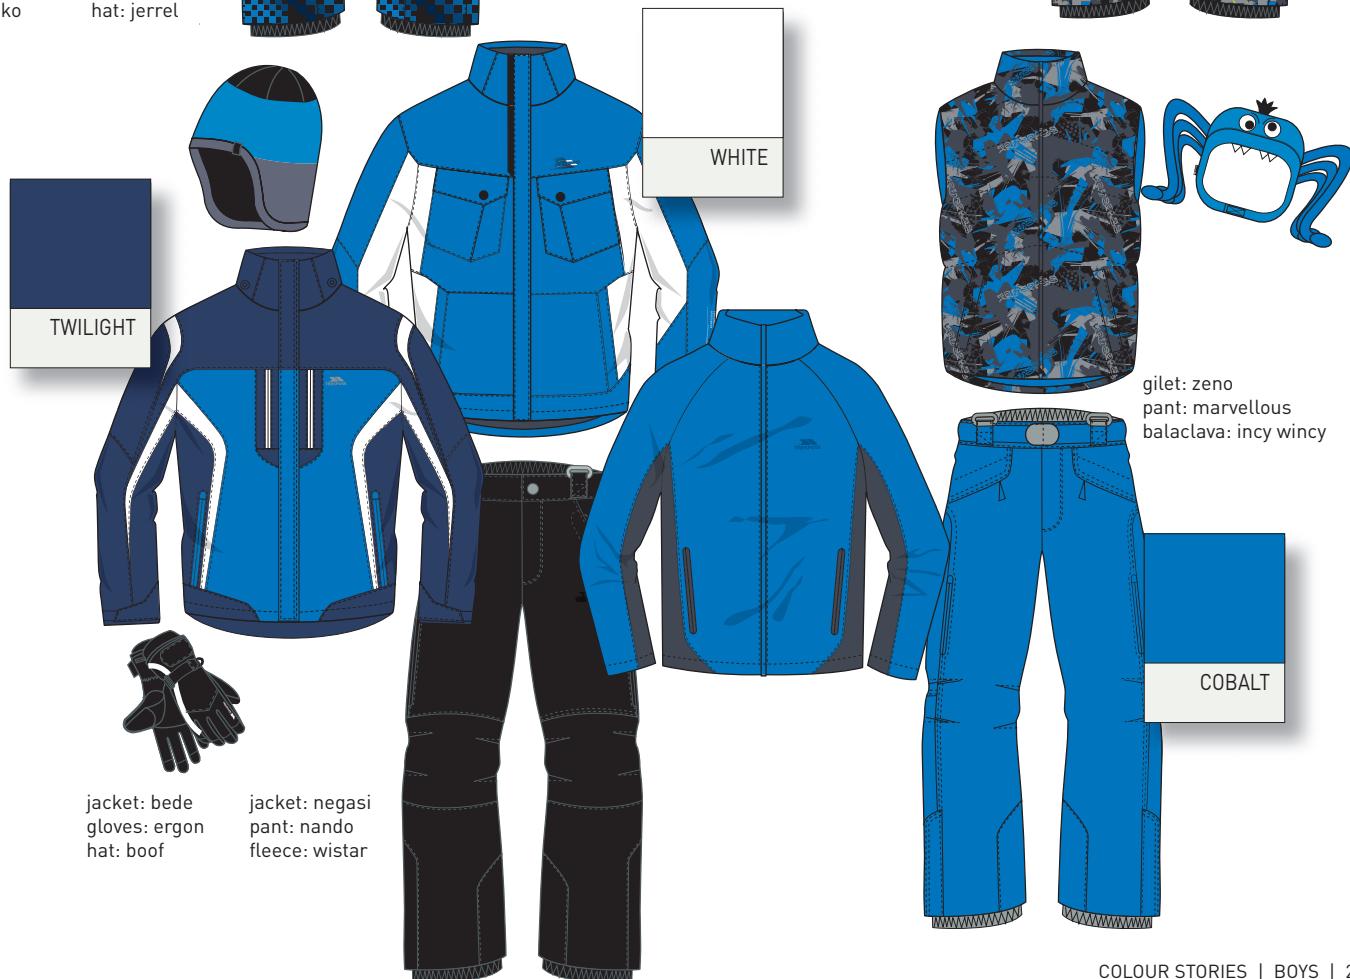 ko
hat: jerrel
WHITE
TWILIGHT
gilet: zeno
pant: marvellous
balaclava: incy wincy
COBALT
jacket: bede
gloves: ergon
hat: boof
jacket: negasi
pant: nando
fleece: wistar
COLOUR STORIES | BOYS | 2